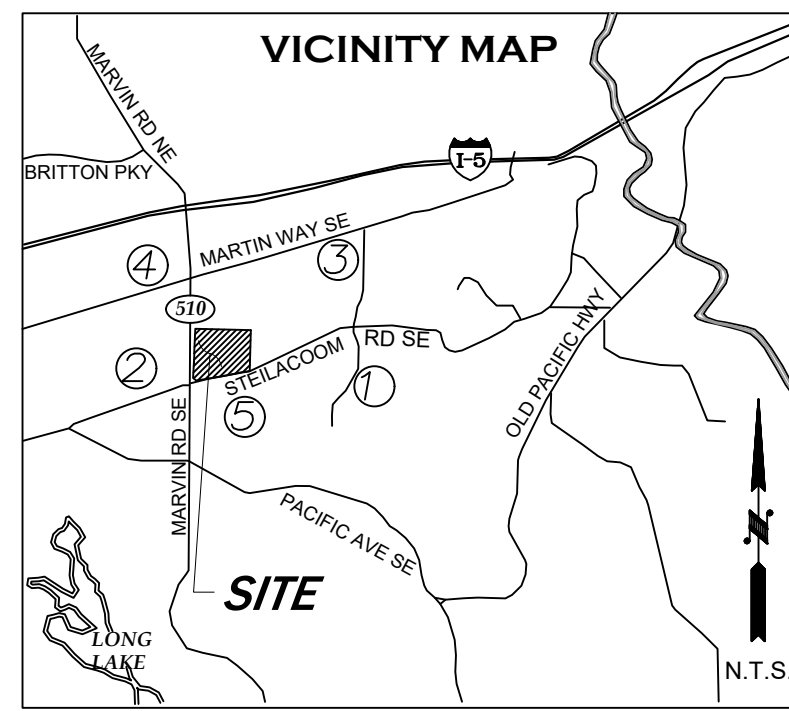 VICINITY MAP
MARVIN RD NE
I-5
BRITTON PKY
MARTIN WAY SE
4
3
510
2
STEILACOOM RD SE
1
5
OLD PACIFIC HWY
MARVIN RD SE
PACIFIC AVE SE
N
SITE
LONG
LAKE
N.T.S.